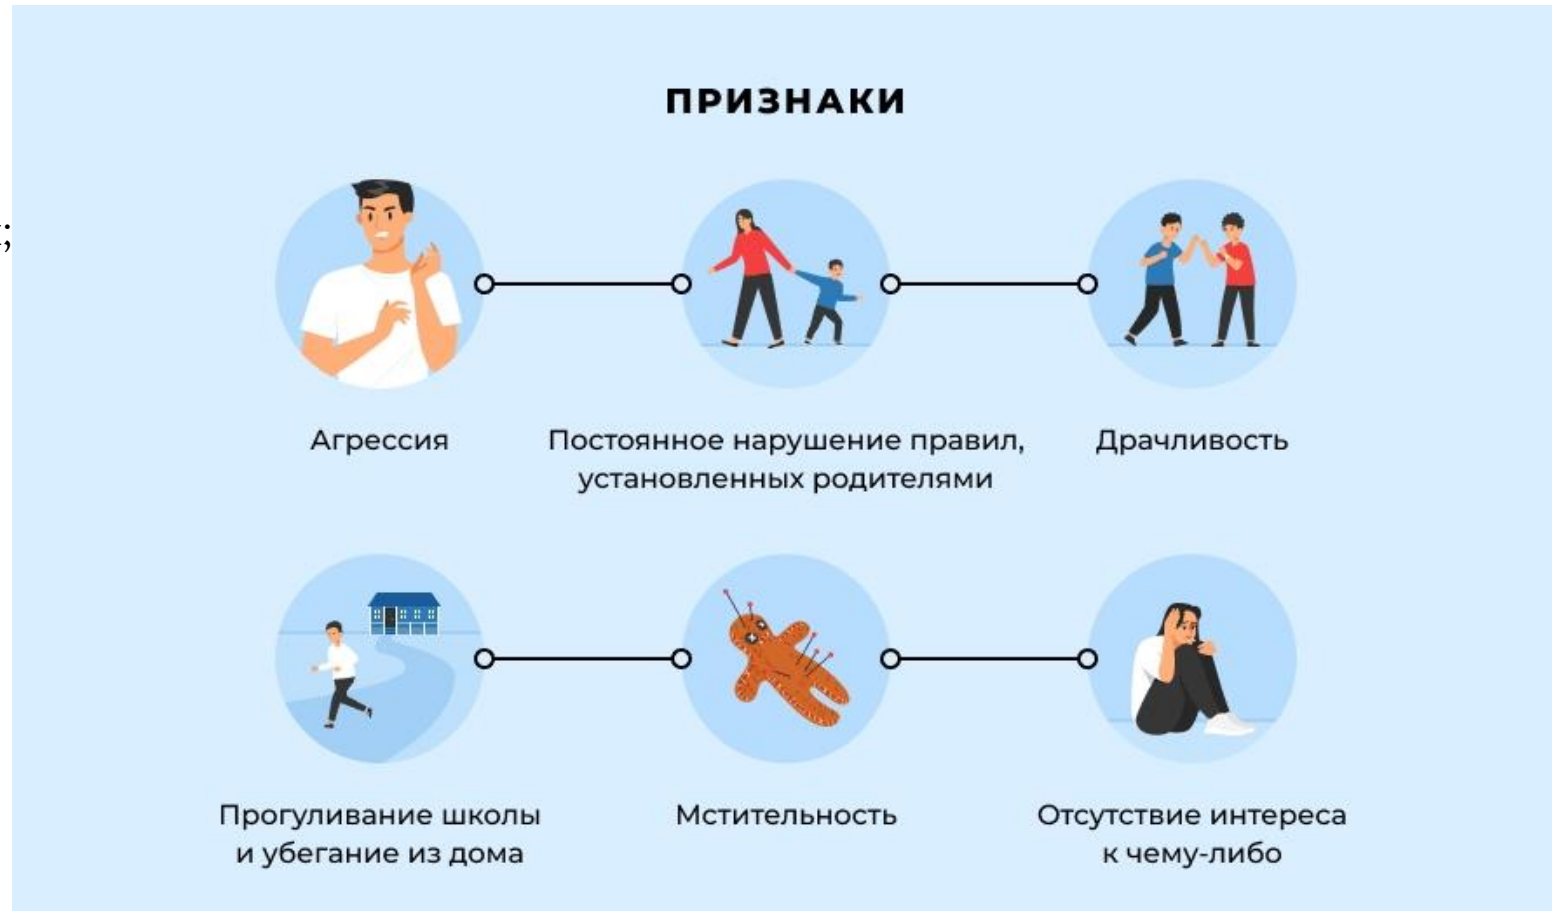 ПРИЗНАКИ
;
Агрессия
Постоянное нарушение правил,
установленных родителями
Драчливость
Прогуливание школы
и убегание из дома
Мстительность
Отсутствие интереса
к чему-либо